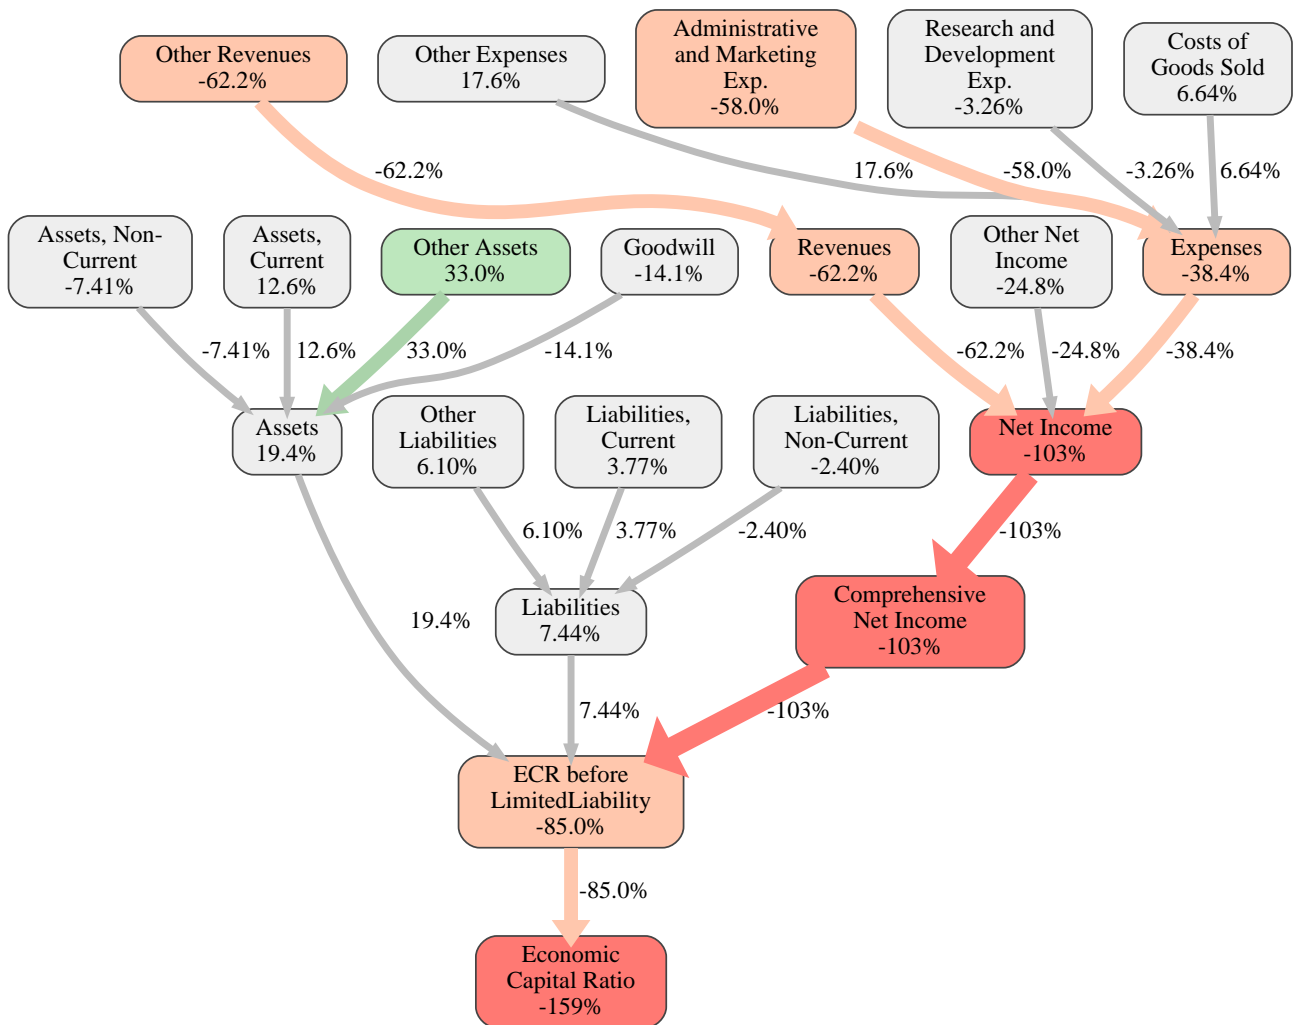 Other Revenues
-62.2%
Other Expenses
17.6%
Administrative
and Marketing
Exp.
-58.0%
Research and
Development
Exp.
-3.26%
Costs of
Goods Sold
6.64%
-62.2%
17.6%
-58.0%
-3.26%
6.64%
Assets, Non-
Current
-7.41%
Assets,
Current
12.6%
Other Assets
33.0%
Goodwill
-14.1%
Revenues
-62.2%
Other Net
Income
-24.8%
Expenses
-38.4%
-7.41%
12.6%
33.0%
-14.1%
-62.2%
-24.8%
-38.4%
Assets
19.4%
Other
Liabilities
6.10%
Liabilities,
Current
3.77%
Liabilities,
Non-Current
-2.40%
Net Income
-103%
6.10%
3.77%
-2.40%
-103%
19.4%
Liabilities
7.44%
Comprehensive
Net Income
-103%
7.44%
-103%
ECR before
LimitedLiability
-85.0%
-85.0%
Economic
Capital Ratio
-159%